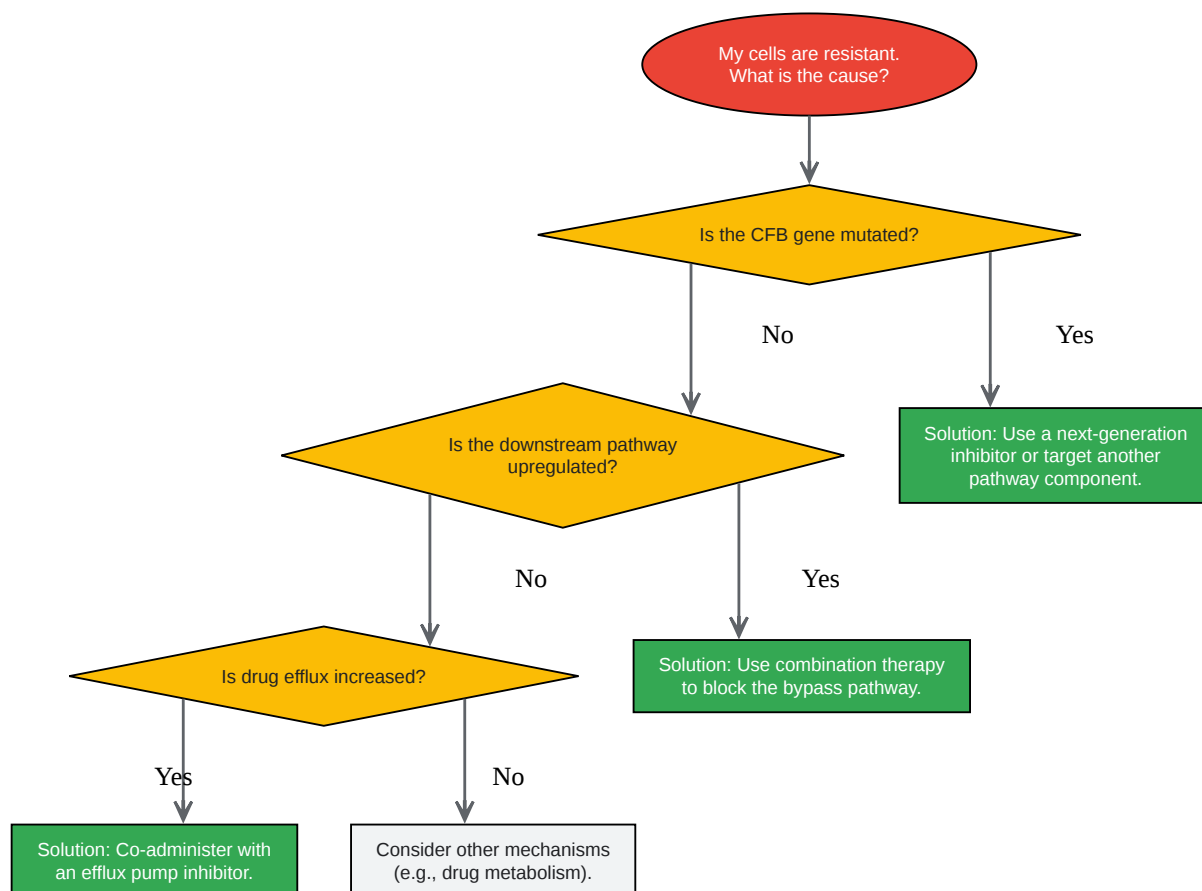 My cells are resistant.
What is the cause?
Is the CFB gene mutated?
No
Yes
Is the downstream pathway
upregulated?
Solution: Use a next-generation
inhibitor or target another
pathway component.
No
Yes
Is drug efflux increased?
Solution: Use combination therapy
to block the bypass pathway.
Yes
No
Solution: Co-administer with
an efflux pump inhibitor.
Consider other mechanisms
(e.g., drug metabolism).